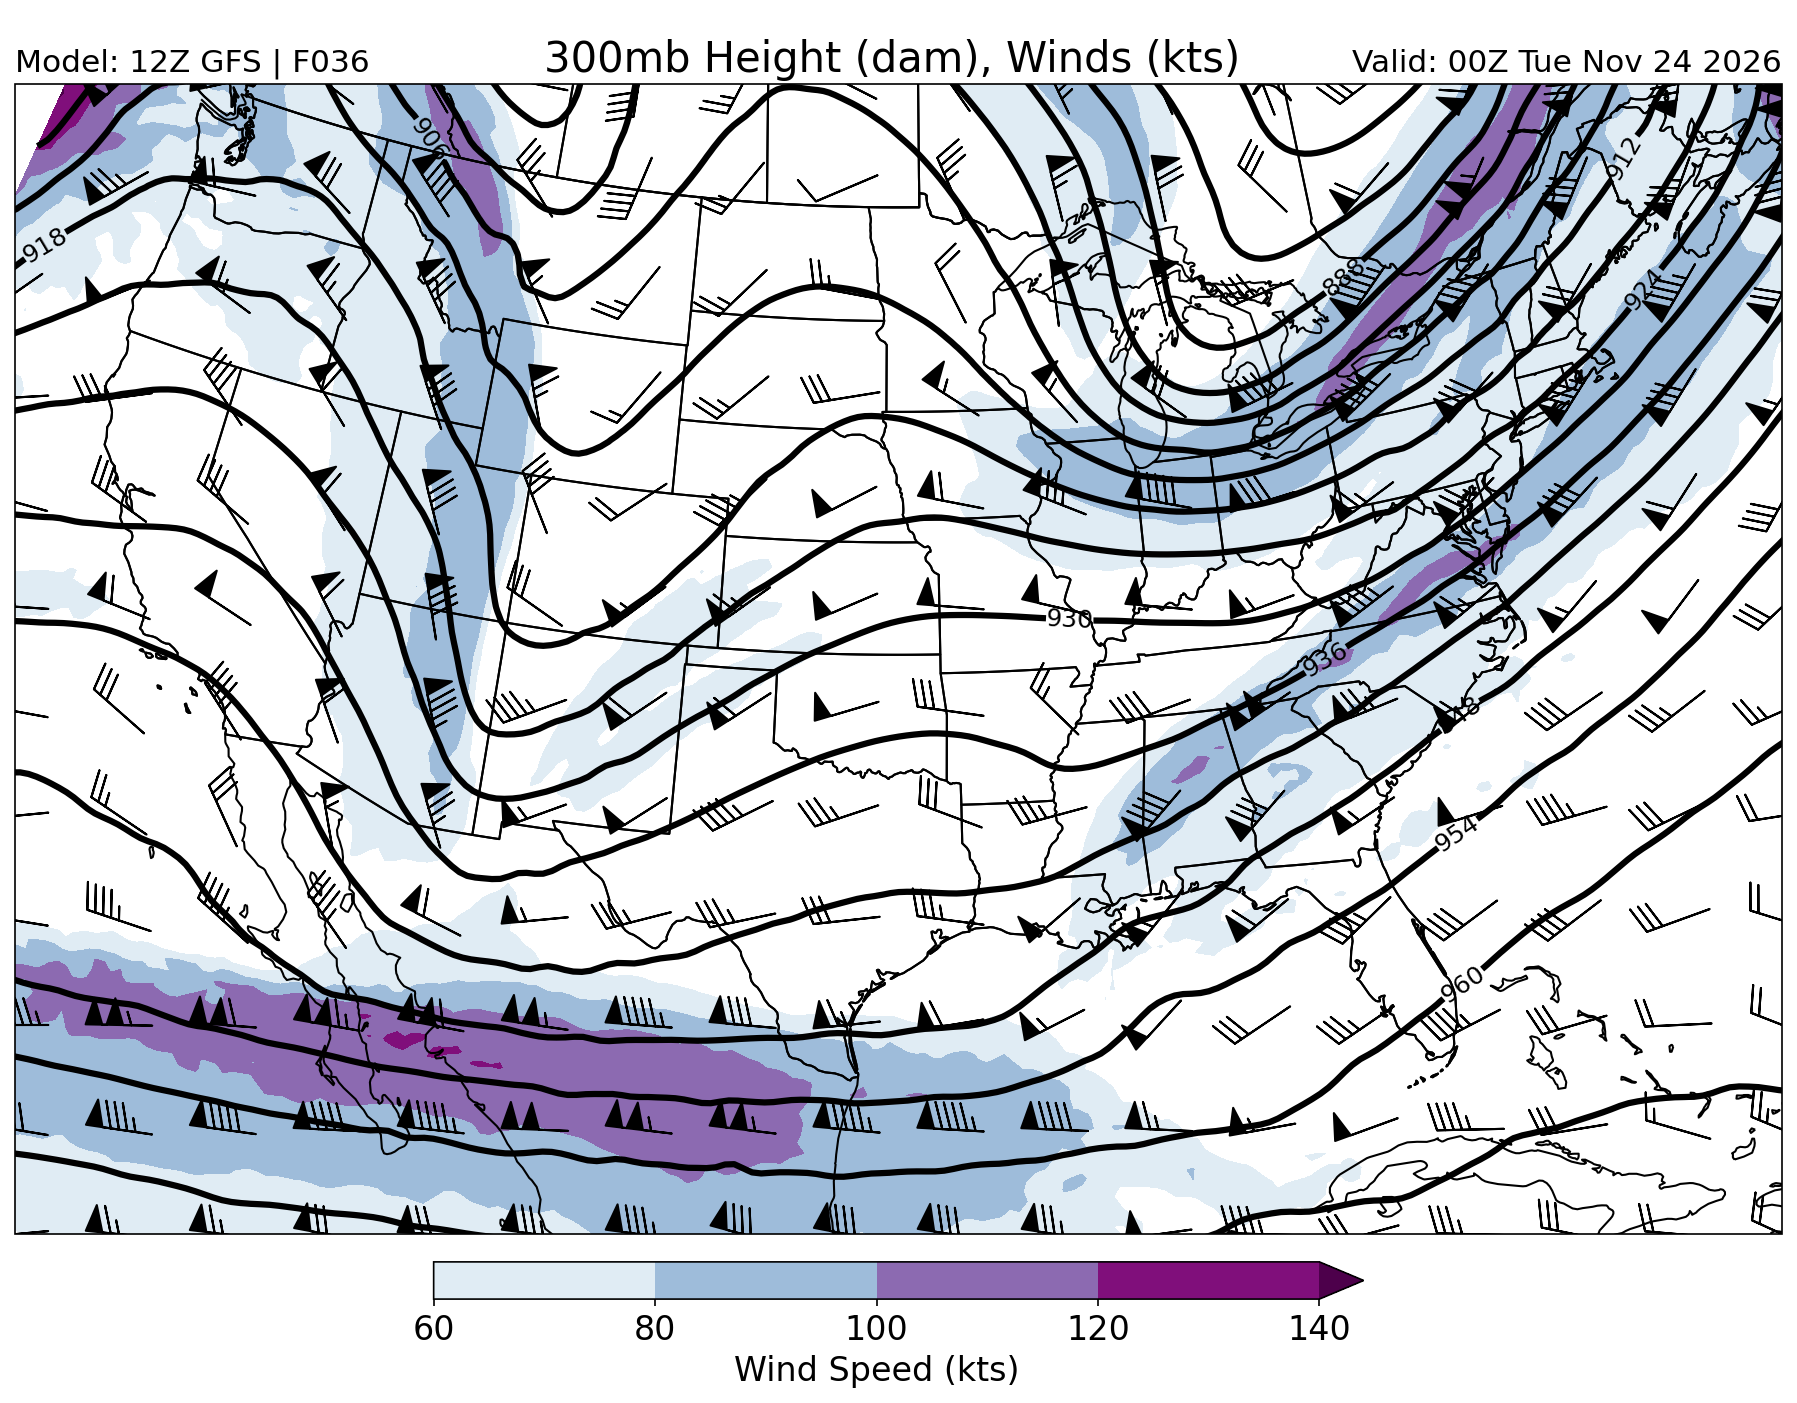 Model: 12Z GFS | F036
300mb Height (dam), Winds (kts)
Valid: 00Z Tue Nov 24 2026
906
912
918
888
924
930
936
954
960
60 80 100 120 140
Wind Speed (kts)